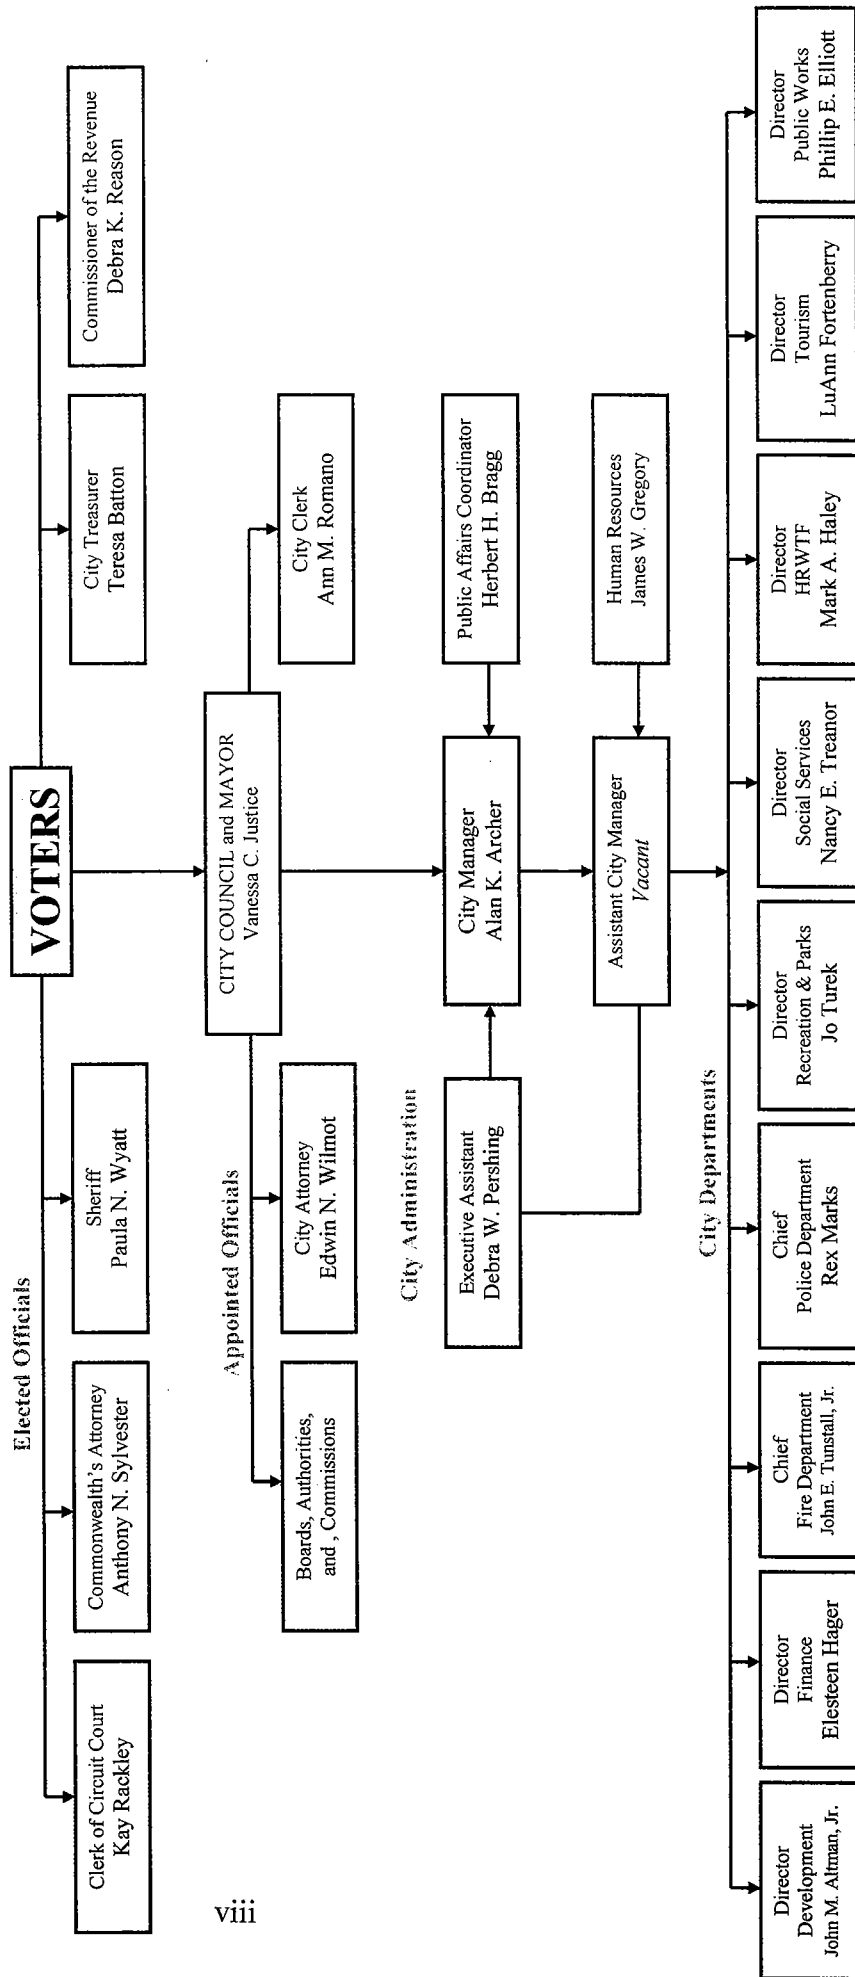 VOTERS
Elected Officials
Clerk of Circuit Court
Kay Rackley
Commonwealth's Attorney
Anthony N. Sylvester
Sheriff
Paula N. Wyatt
City Treasurer
Teresa Batton
Commissioner of the Revenue
Debra K. Reason
CITY COUNCIL and MAYOR
Vanessa C. Justice
Appointed Officials
Boards, Authorities,
and , Commissions
City Attorney
Edwin N. Wilmot
City Clerk
Ann M. Romano
City Administration
Executive Assistant
Debra W. Pershing
City Manager
Alan K. Archer
Public Affairs Coordinator
Herbert H. Bragg
Assistant City Manager
Vacant
Human Resources
James W. Gregory
City Departments
Director
Development
John M. Altman, Jr.
Director
Finance
Elesteen Hager
Chief
Fire Department
John E. Tunstall, Jr.
Chief
Police Department
Rex Marks
Director
Recreation & Parks
Jo Turek
Director
Social Services
Nancy E. Treanor
Director
HRWTF
Mark A. Haley
Director
Tourism
LuAnn Fortenberry
Director
Public Works
Phillip E. Elliott
viii